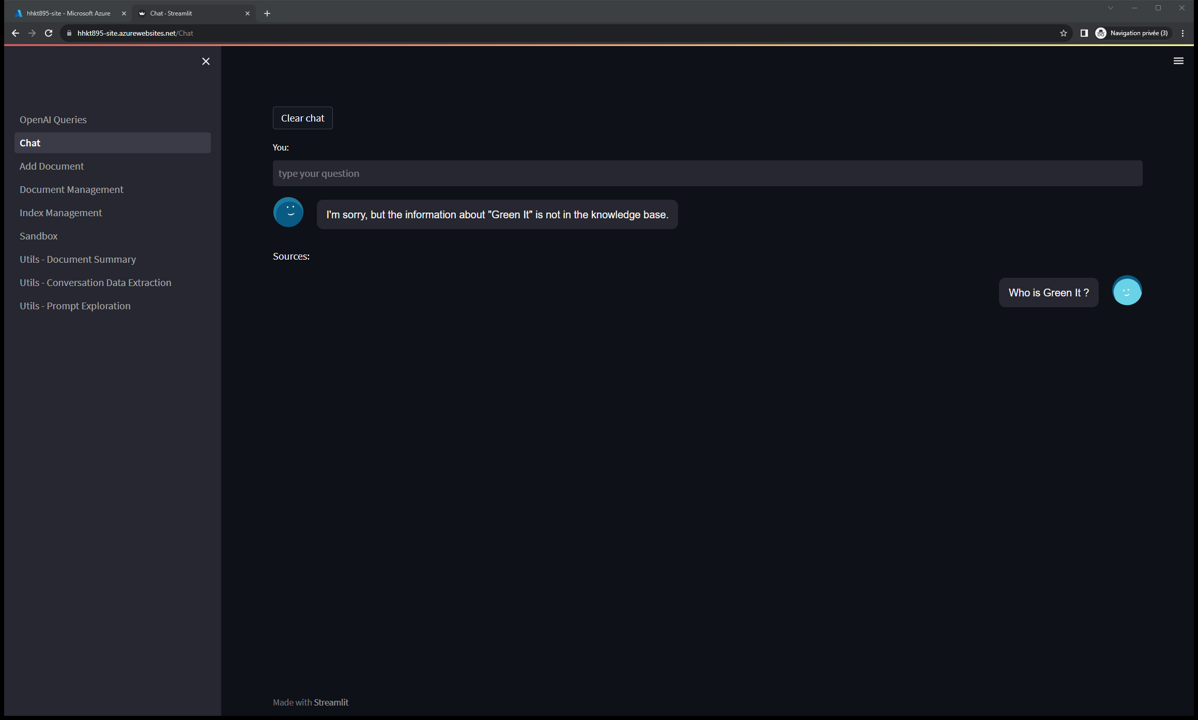 hhkt895-site - Microsoft Azure
Chat · Streamlit
hhkt895-site.azurewebsites.net/Chat
Navigation privée (3)
OpenAI Queries
Chat
Add Document
Document Management
Index Management
Sandbox
Utils - Document Summary
Utils - Conversation Data Extraction
Utils - Prompt Exploration
Clear chat
You:
type your question
I'm sorry, but the information about "Green It" is not in the knowledge base.
Sources:
Who is Green It ?
Made with Streamlit